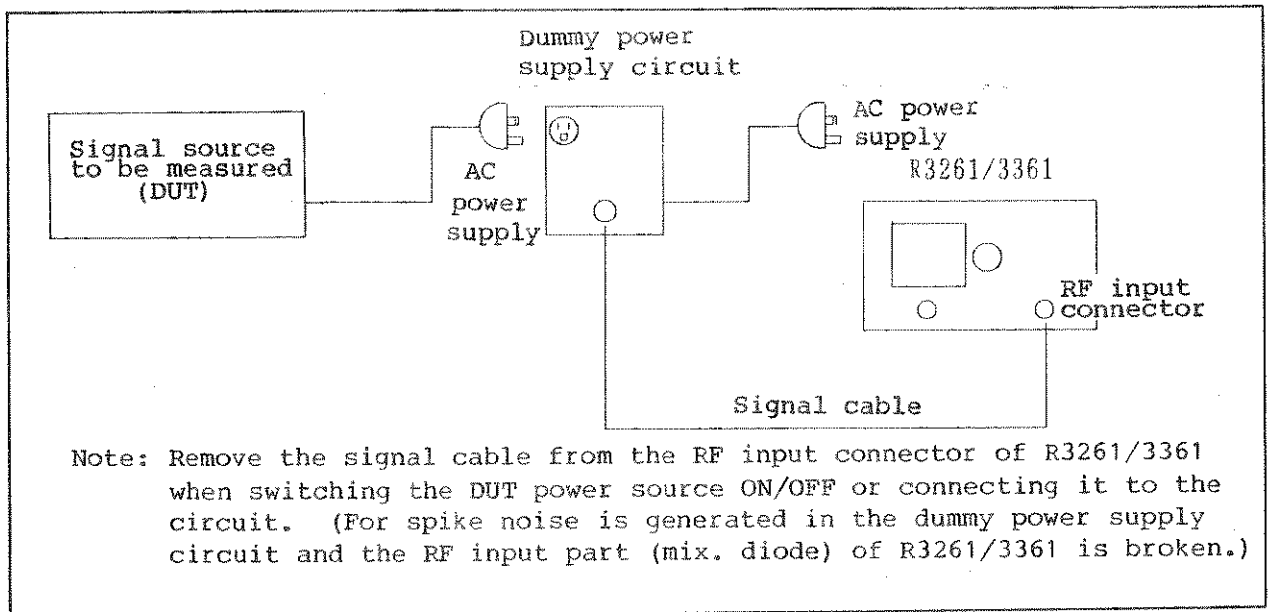 Dummy power
supply circuit
Signal source
to be measured
(DUT)
AC
power
supply
AC power
supply
R3261/3361
RF input
connector
Signal cable
Note: Remove the signal cable from the RF input connector of R3261/3361
when switching the DUT power source ON/OFF or connecting it to the
circuit. (For spike noise is generated in the dummy power supply
circuit and the RF input part (mix. diode) of R3261/3361 is broken.)